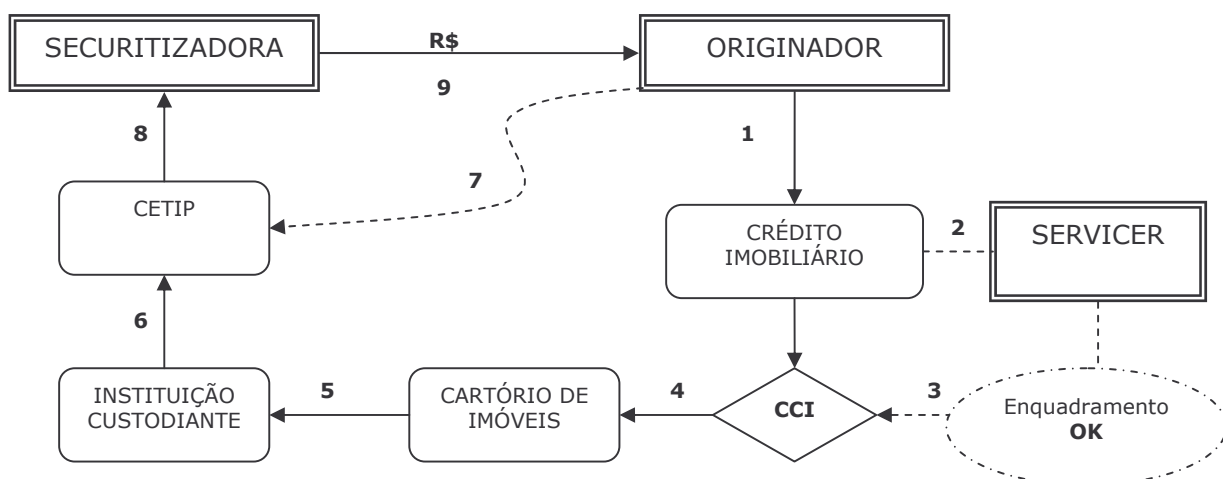 SECURITIZADORA
R$
ORIGINADOR
9
8
1
7
CETIP
CRÉDITO
IMOBILIÁRIO
2
SERVICER
6
INSTITUIÇÃO
CUSTODIANTE
5
CARTÓRIO DE
IMÓVEIS
4
CCI
3
Enquadramento
OK